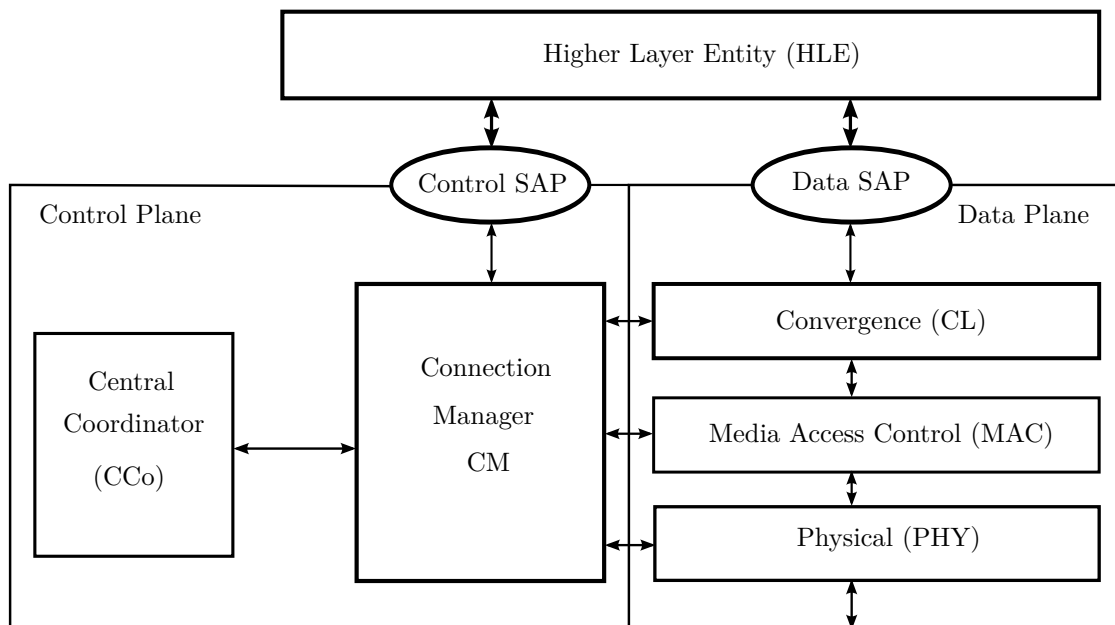 Higher Layer Entity (HLE)
Control SAP
Data SAP
Control Plane
Data Plane
Convergence (CL)
Central
Coordinator
(CCo)
Connection
Manager
CM
Media Access Control (MAC)
Physical (PHY)